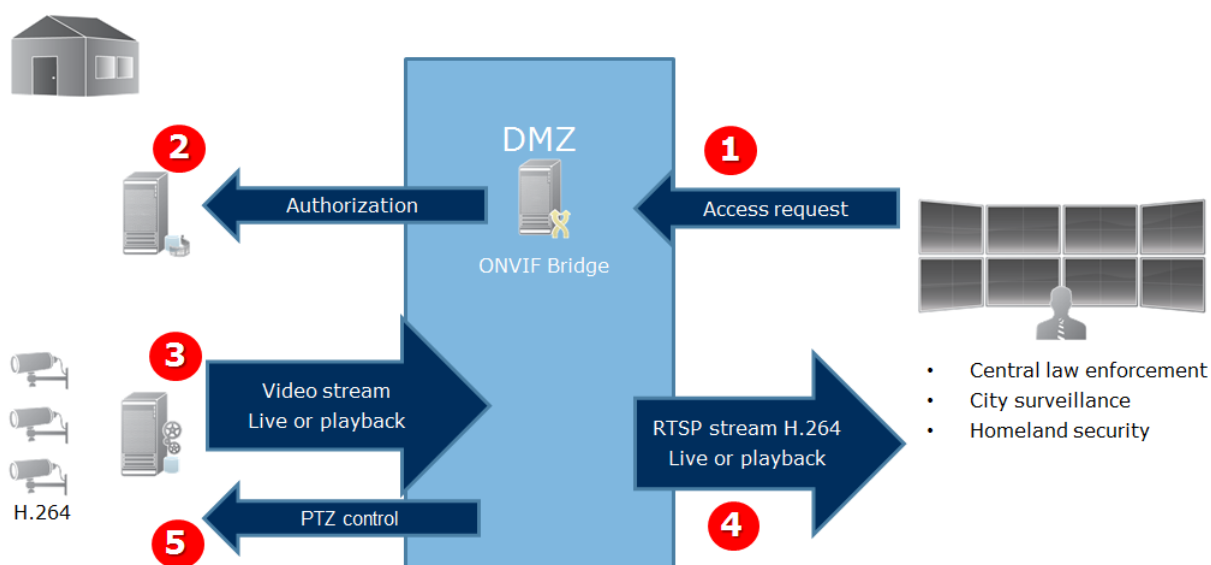 DMZ
2
1
Authorization
Access request
ONVIF Bridge
3
Video stream
Live or playback
• Central law enforcement
• City surveillance
• Homeland security
RTSP stream H.264
Live or playback
H.264
PTZ control
4
5